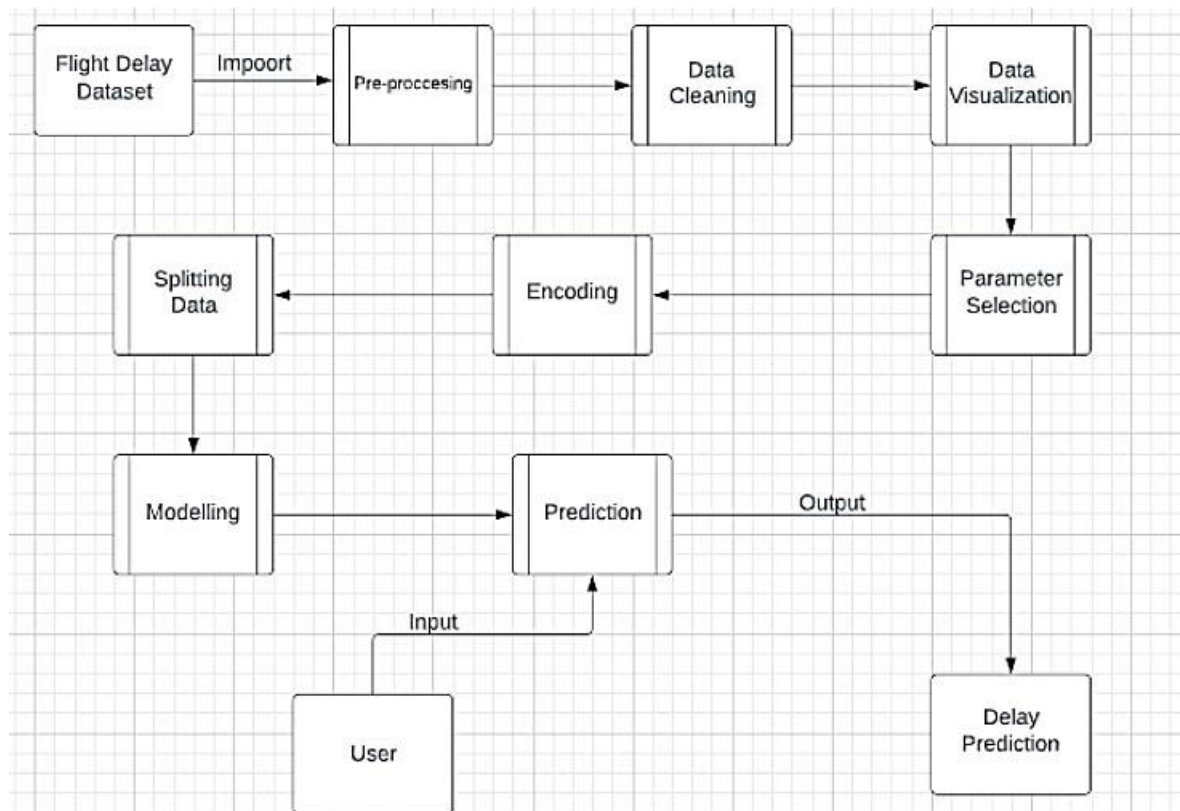 Flight Delay
Dataset
Impoort
Pre-proccesing
Data
Cleaning
Data
Visualization
Splitting
Data
Encoding
Parameter
Selection
Modelling
Prediction
Output
Input
User
Delay
Prediction